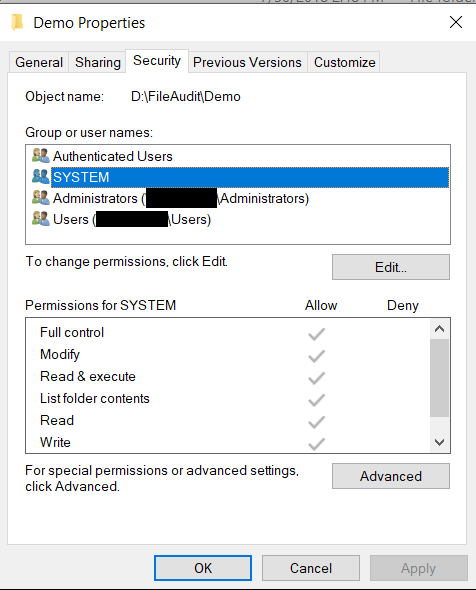 Demo Properties
General Sharing Security Previous Versions Customize
Object name: D:\FileAudit\Demo
Group or user names:
Authenticated Users
SYSTEM
Administrators ( \Administrators)
Users ( \Users)
To change permissions, click Edit.
Edit...
Permissions for SYSTEM Allow Deny
Full control
Modify
Read & execute
List folder contents
Read
Write
For special permissions or advanced settings,
click Advanced.
Advanced
OK Cancel Apply